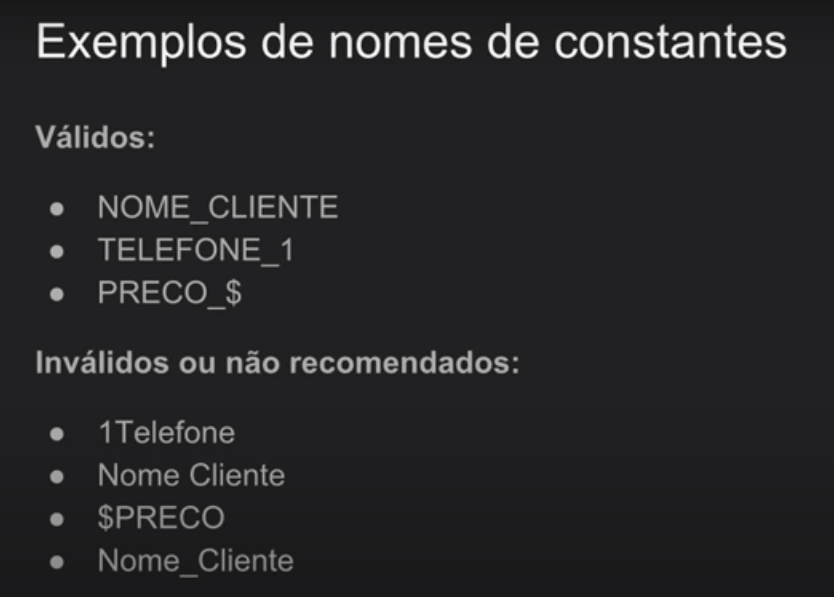 Exemplos de nomes de constantes
Válidos:
● NOME_CLIENTE
● TELEFONE_1
● PRECO_$
Inválidos ou não recomendados:
● 1Telefone
● Nome Cliente
● $PRECO
● Nome_Cliente